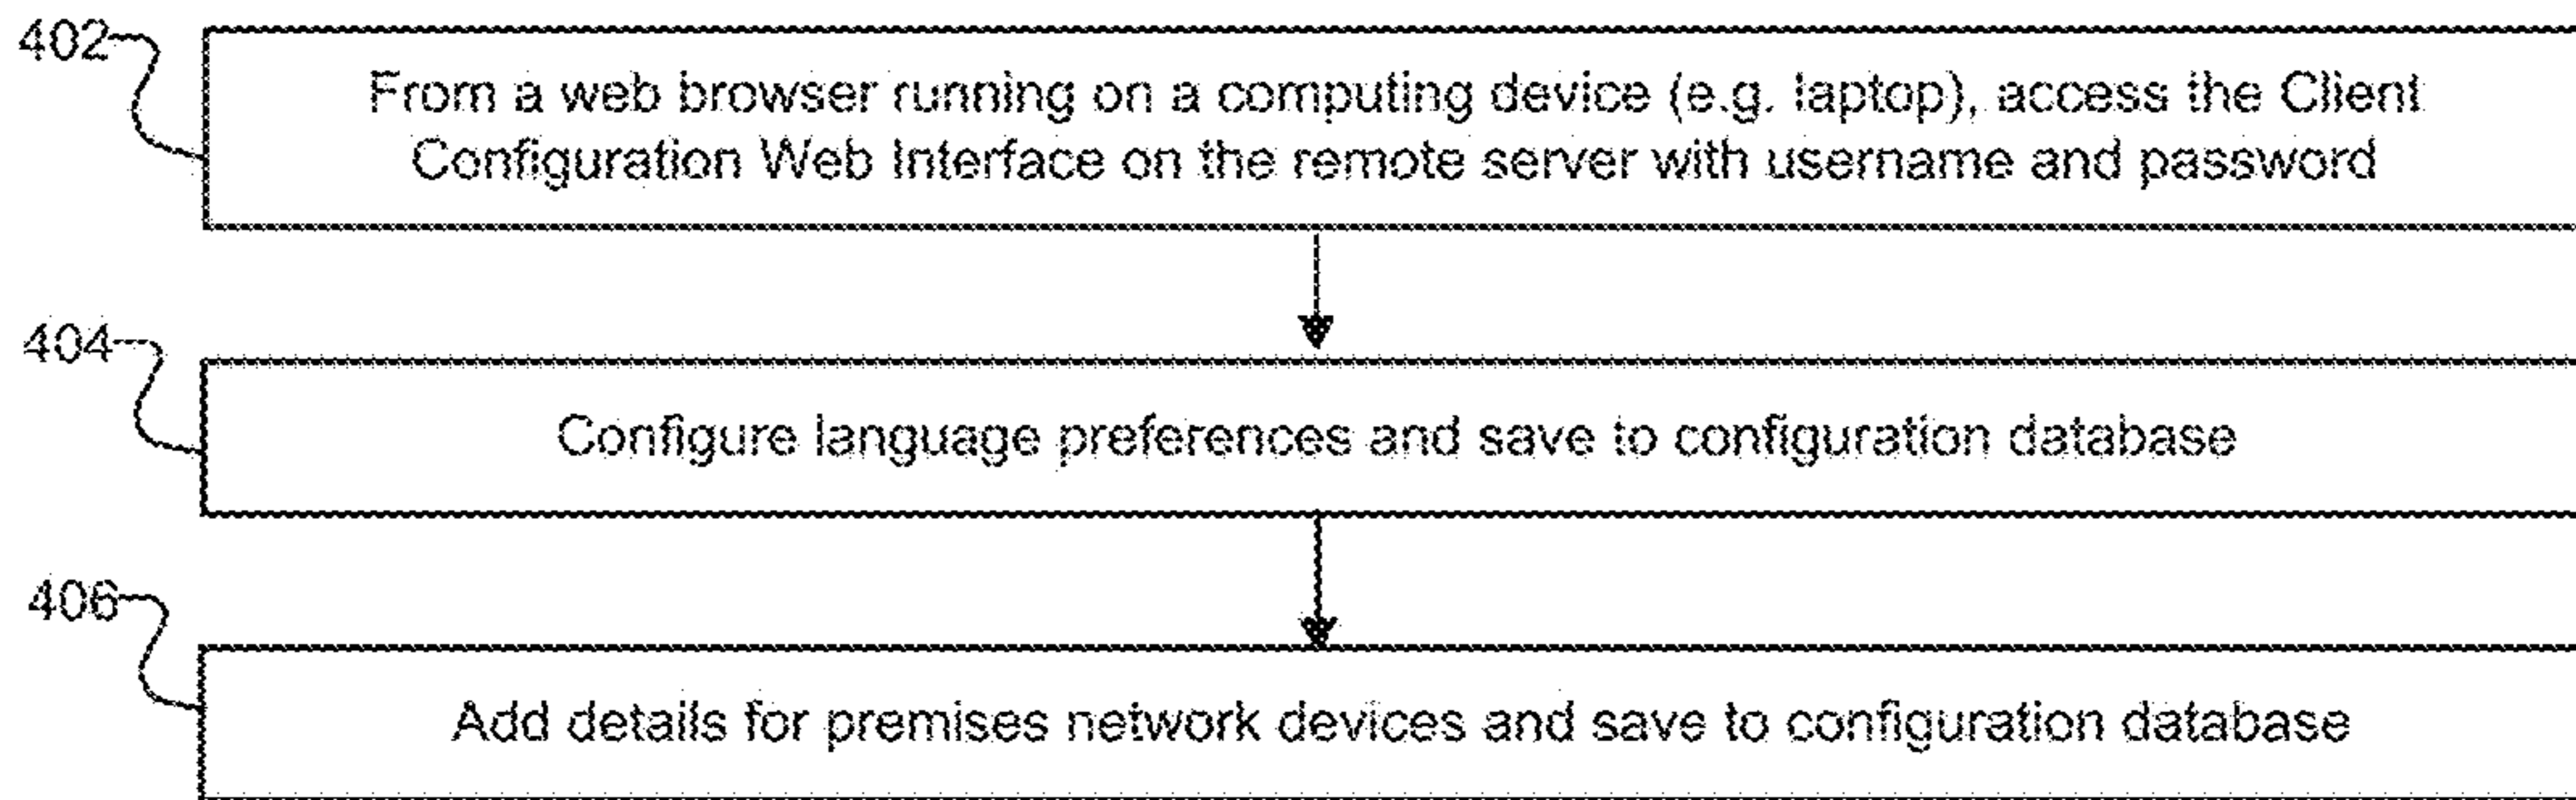 402
From a web browser running on a computing device (e.g. laptop), access the Client
Configuration Web Interface on the remote server with username and password
404
Configure language preferences and save to configuration database
406
Add details for premises network devices and save to configuration database